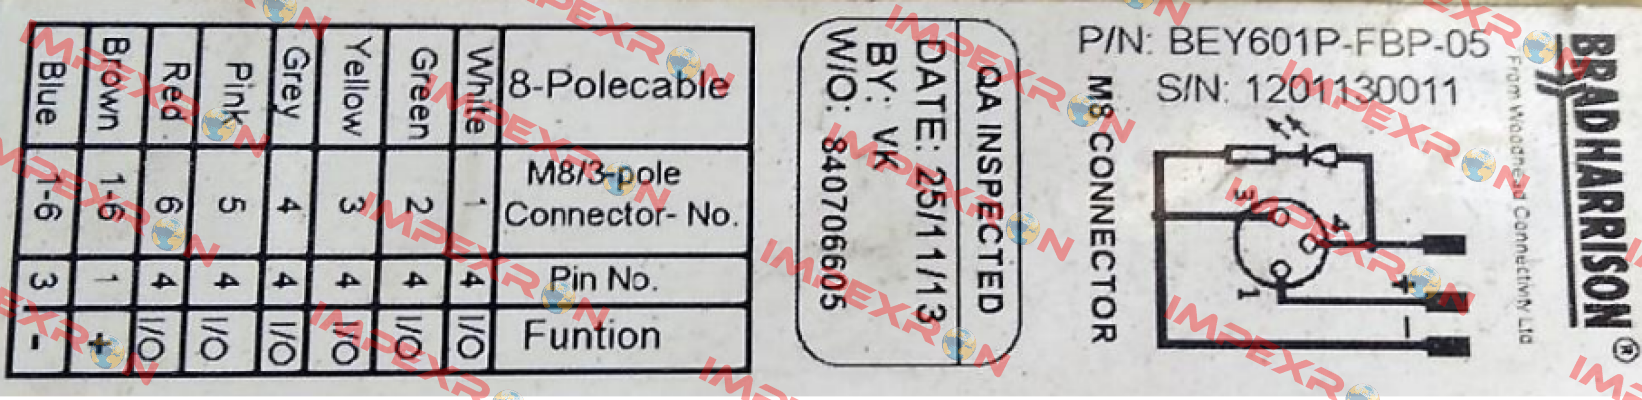 BRADHARRISON®
From Woodhead Connectivity Ltd
P/N: BEY601P-FBP-05
S/N: 1201130011
M8 CONNECTOR
3
4
1
+
-
QA INSPECTED
DATE: 25/11/13
BY: VK
W/O: 840706605
8-Polecable White Green Yellow Grey Pink Red Brown Blue
M8/3-pole
Connector- No. 1 2 3 4 5 6 1-6 1-6
Pin No. 4 4 4 4 4 4 1 3
Funtion I/O I/O I/O I/O I/O I/O + -
IMPEXRON